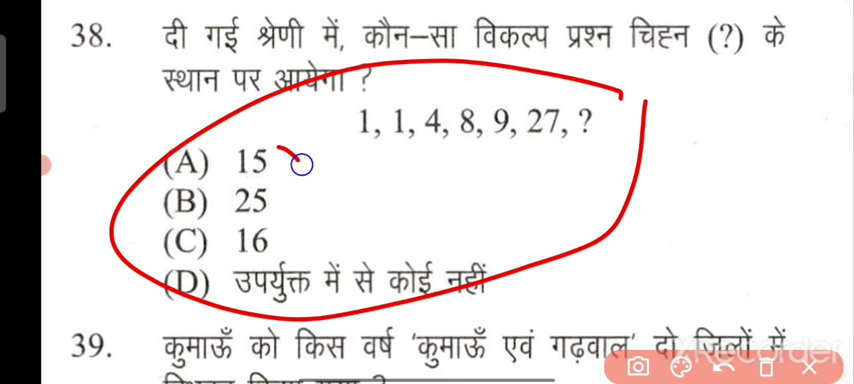 38. दी गई श्रेणी में, कौन-सा विकल्प प्रश्न चिह्न (?) के
स्थान पर आयेगा ?
1, 1, 4, 8, 9, 27, ?
(A) 15
(B) 25
(C) 16
(D) उपर्युक्त में से कोई नहीं
39. कुमाऊँ को किस वर्ष 'कुमाऊँ एवं गढ़वाल' दो ज़िलों में
XRecorder